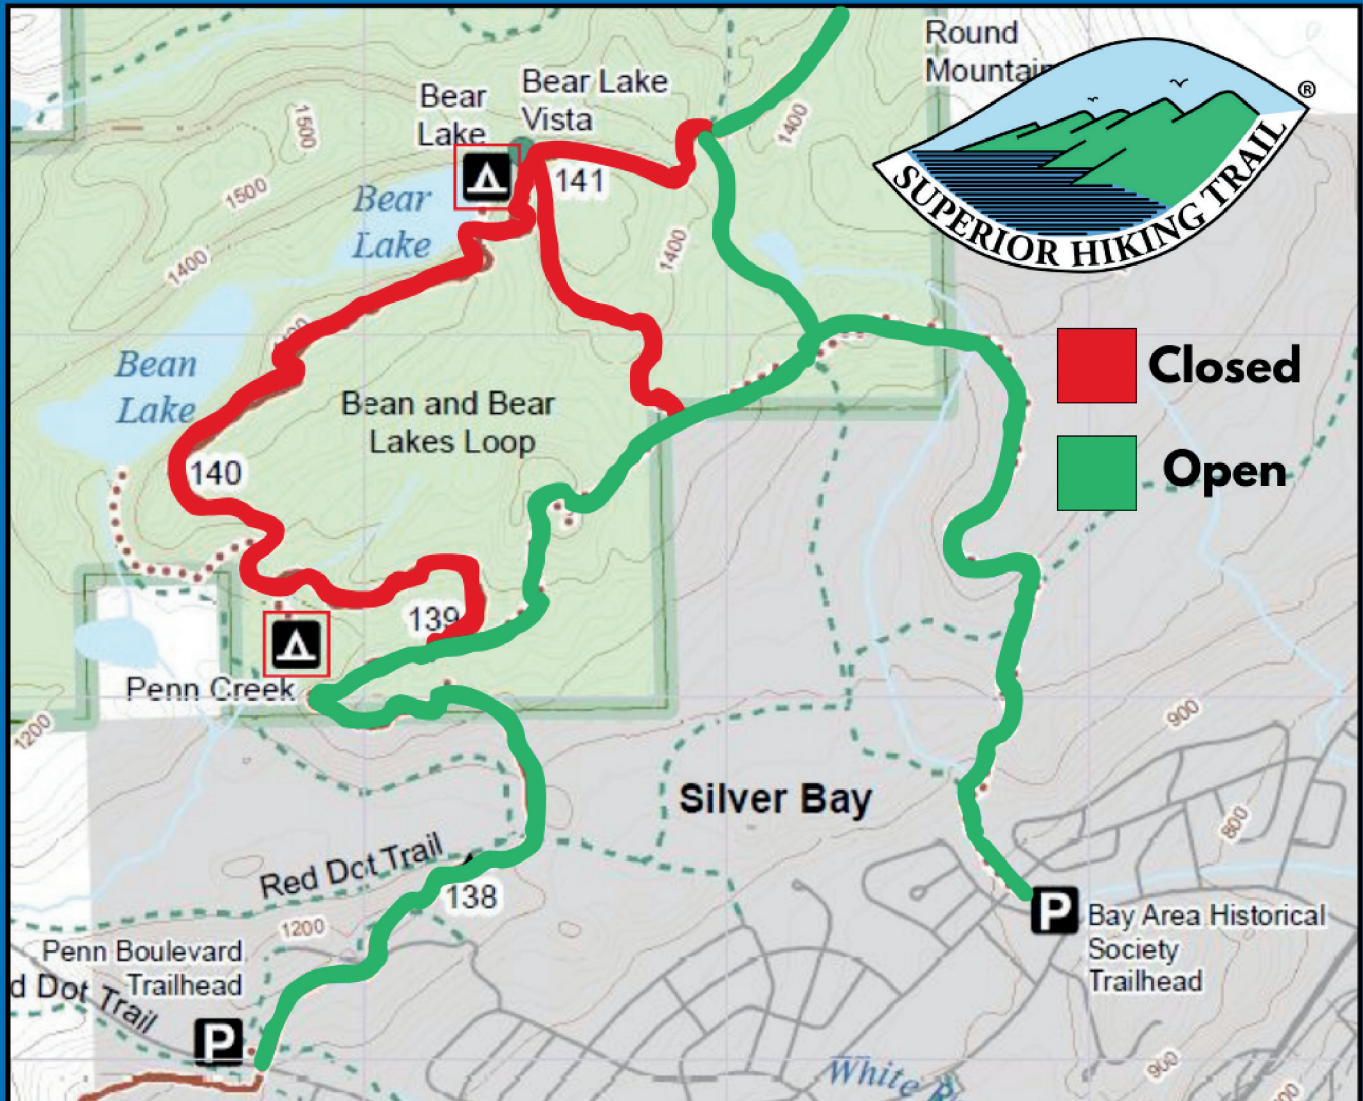 Round
Mountain
®
SUPERIOR HIKING TRAIL
Bear Lake
Vista
Bear
Lake
141
1500
1500
1400
1400
1400
Bear
Lake
Bean
Lake
Closed
Open
Bean and Bear
Lakes Loop
140
139
Penn Creek
1200
900
Silver Bay
800
Red Dot Trail
138
1200
Penn Boulevard
Trailhead
d Dot Trail
P
P
Bay Area Historical
Society
Trailhead
White R
900